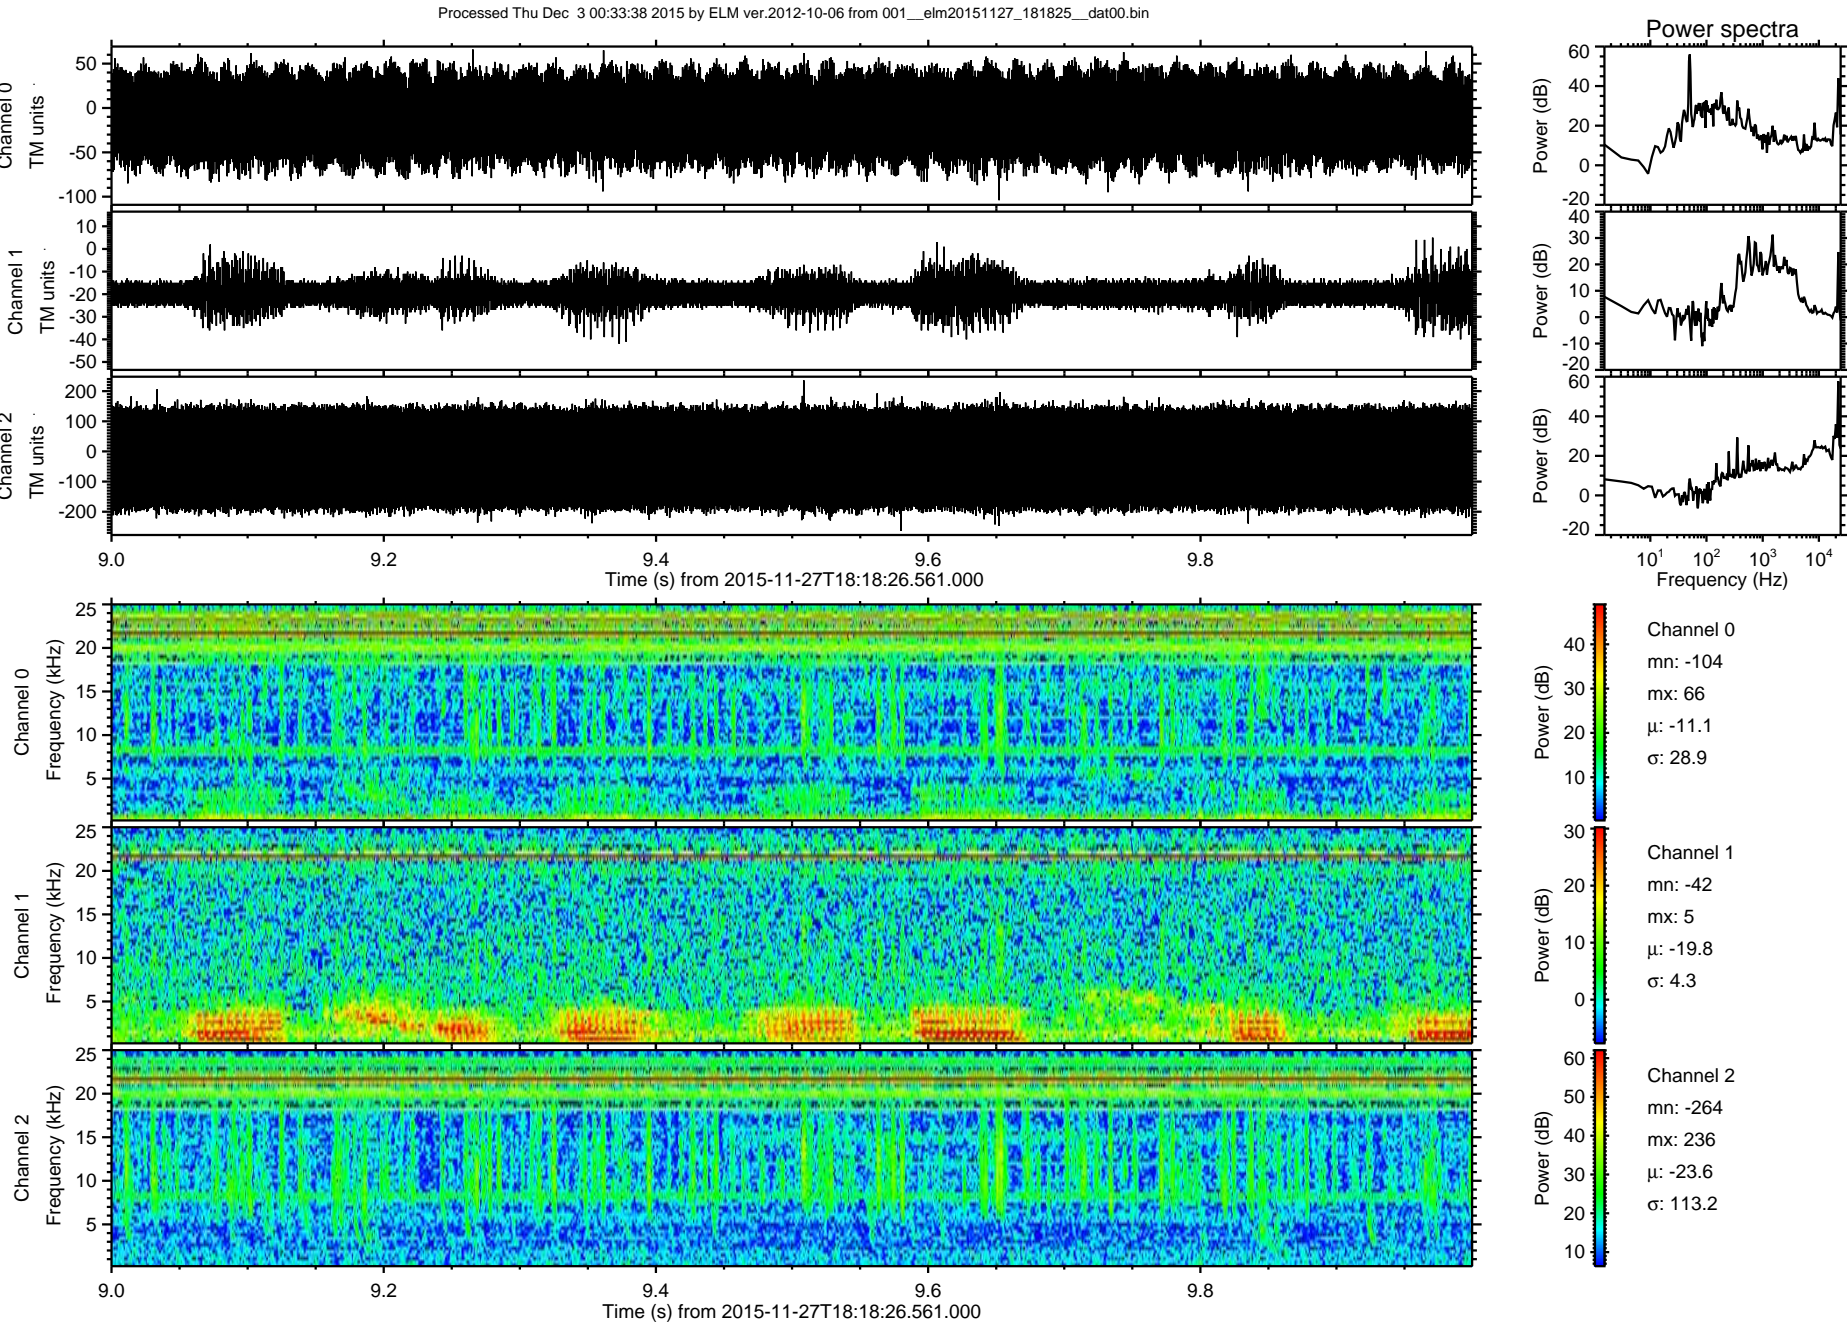 Processed Thu Dec  3 00:33:38 2015 by ELM ver.2012-10-06 from 001__elm20151127_181825__dat00.bin
Power spectra
Channel 0
TM units
50
0
-50
-100
Power (dB)
60
40
20
0
-20
Channel 1
TM units
10
0
-10
-20
-30
-40
-50
Power (dB)
40
30
20
10
0
-10
-20
Channel 2
TM units
200
100
0
-100
-200
Power (dB)
60
40
20
0
-20
9.0 9.2 9.4 9.6 9.8
Time (s) from 2015-11-27T18:18:26.561.000
10^1 10^2 10^3 10^4
Frequency (Hz)
Channel 0
Frequency (kHz)
25
20
15
10
5
Power (dB)
40
30
20
10
Channel 0
mn: -104
mx: 66
μ: -11.1
σ: 28.9
Channel 1
Frequency (kHz)
25
20
15
10
5
Power (dB)
30
20
10
0
Channel 1
mn: -42
mx: 5
μ: -19.8
σ: 4.3
Channel 2
Frequency (kHz)
25
20
15
10
5
Power (dB)
60
50
40
30
20
10
Channel 2
mn: -264
mx: 236
μ: -23.6
σ: 113.2
9.0 9.2 9.4 9.6 9.8
Time (s) from 2015-11-27T18:18:26.561.000